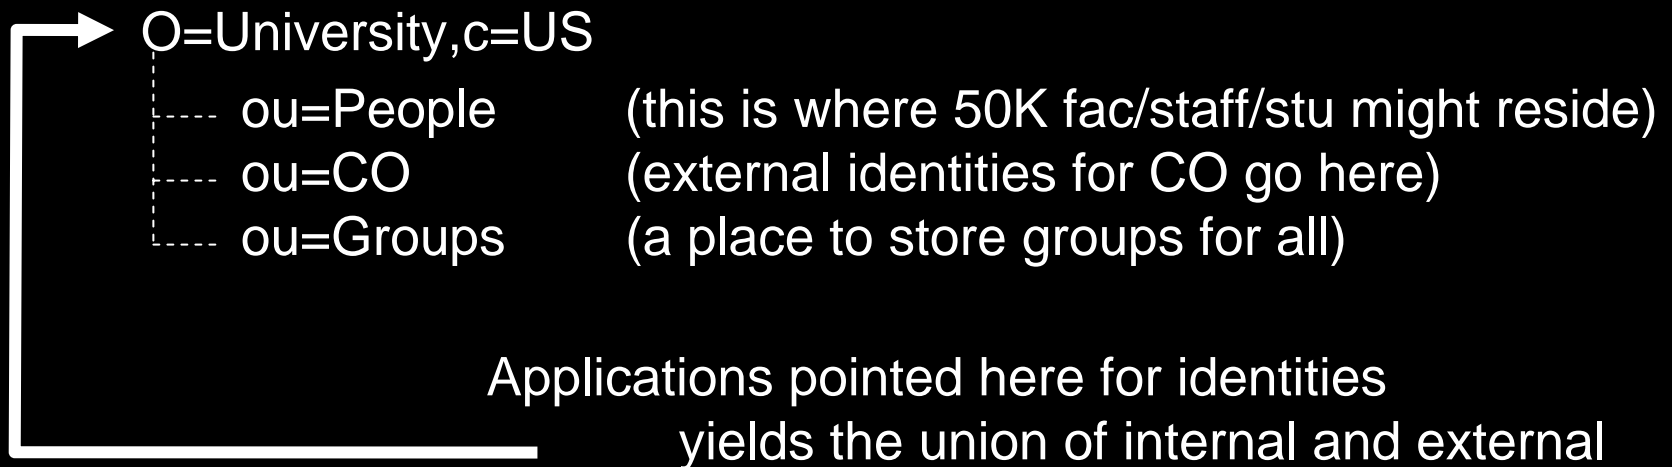 O=University,c=US
ou=People (this is where 50K fac/staff/stu might reside)
ou=CO (external identities for CO go here)
ou=Groups (a place to store groups for all)
Applications pointed here for identities
yields the union of internal and external